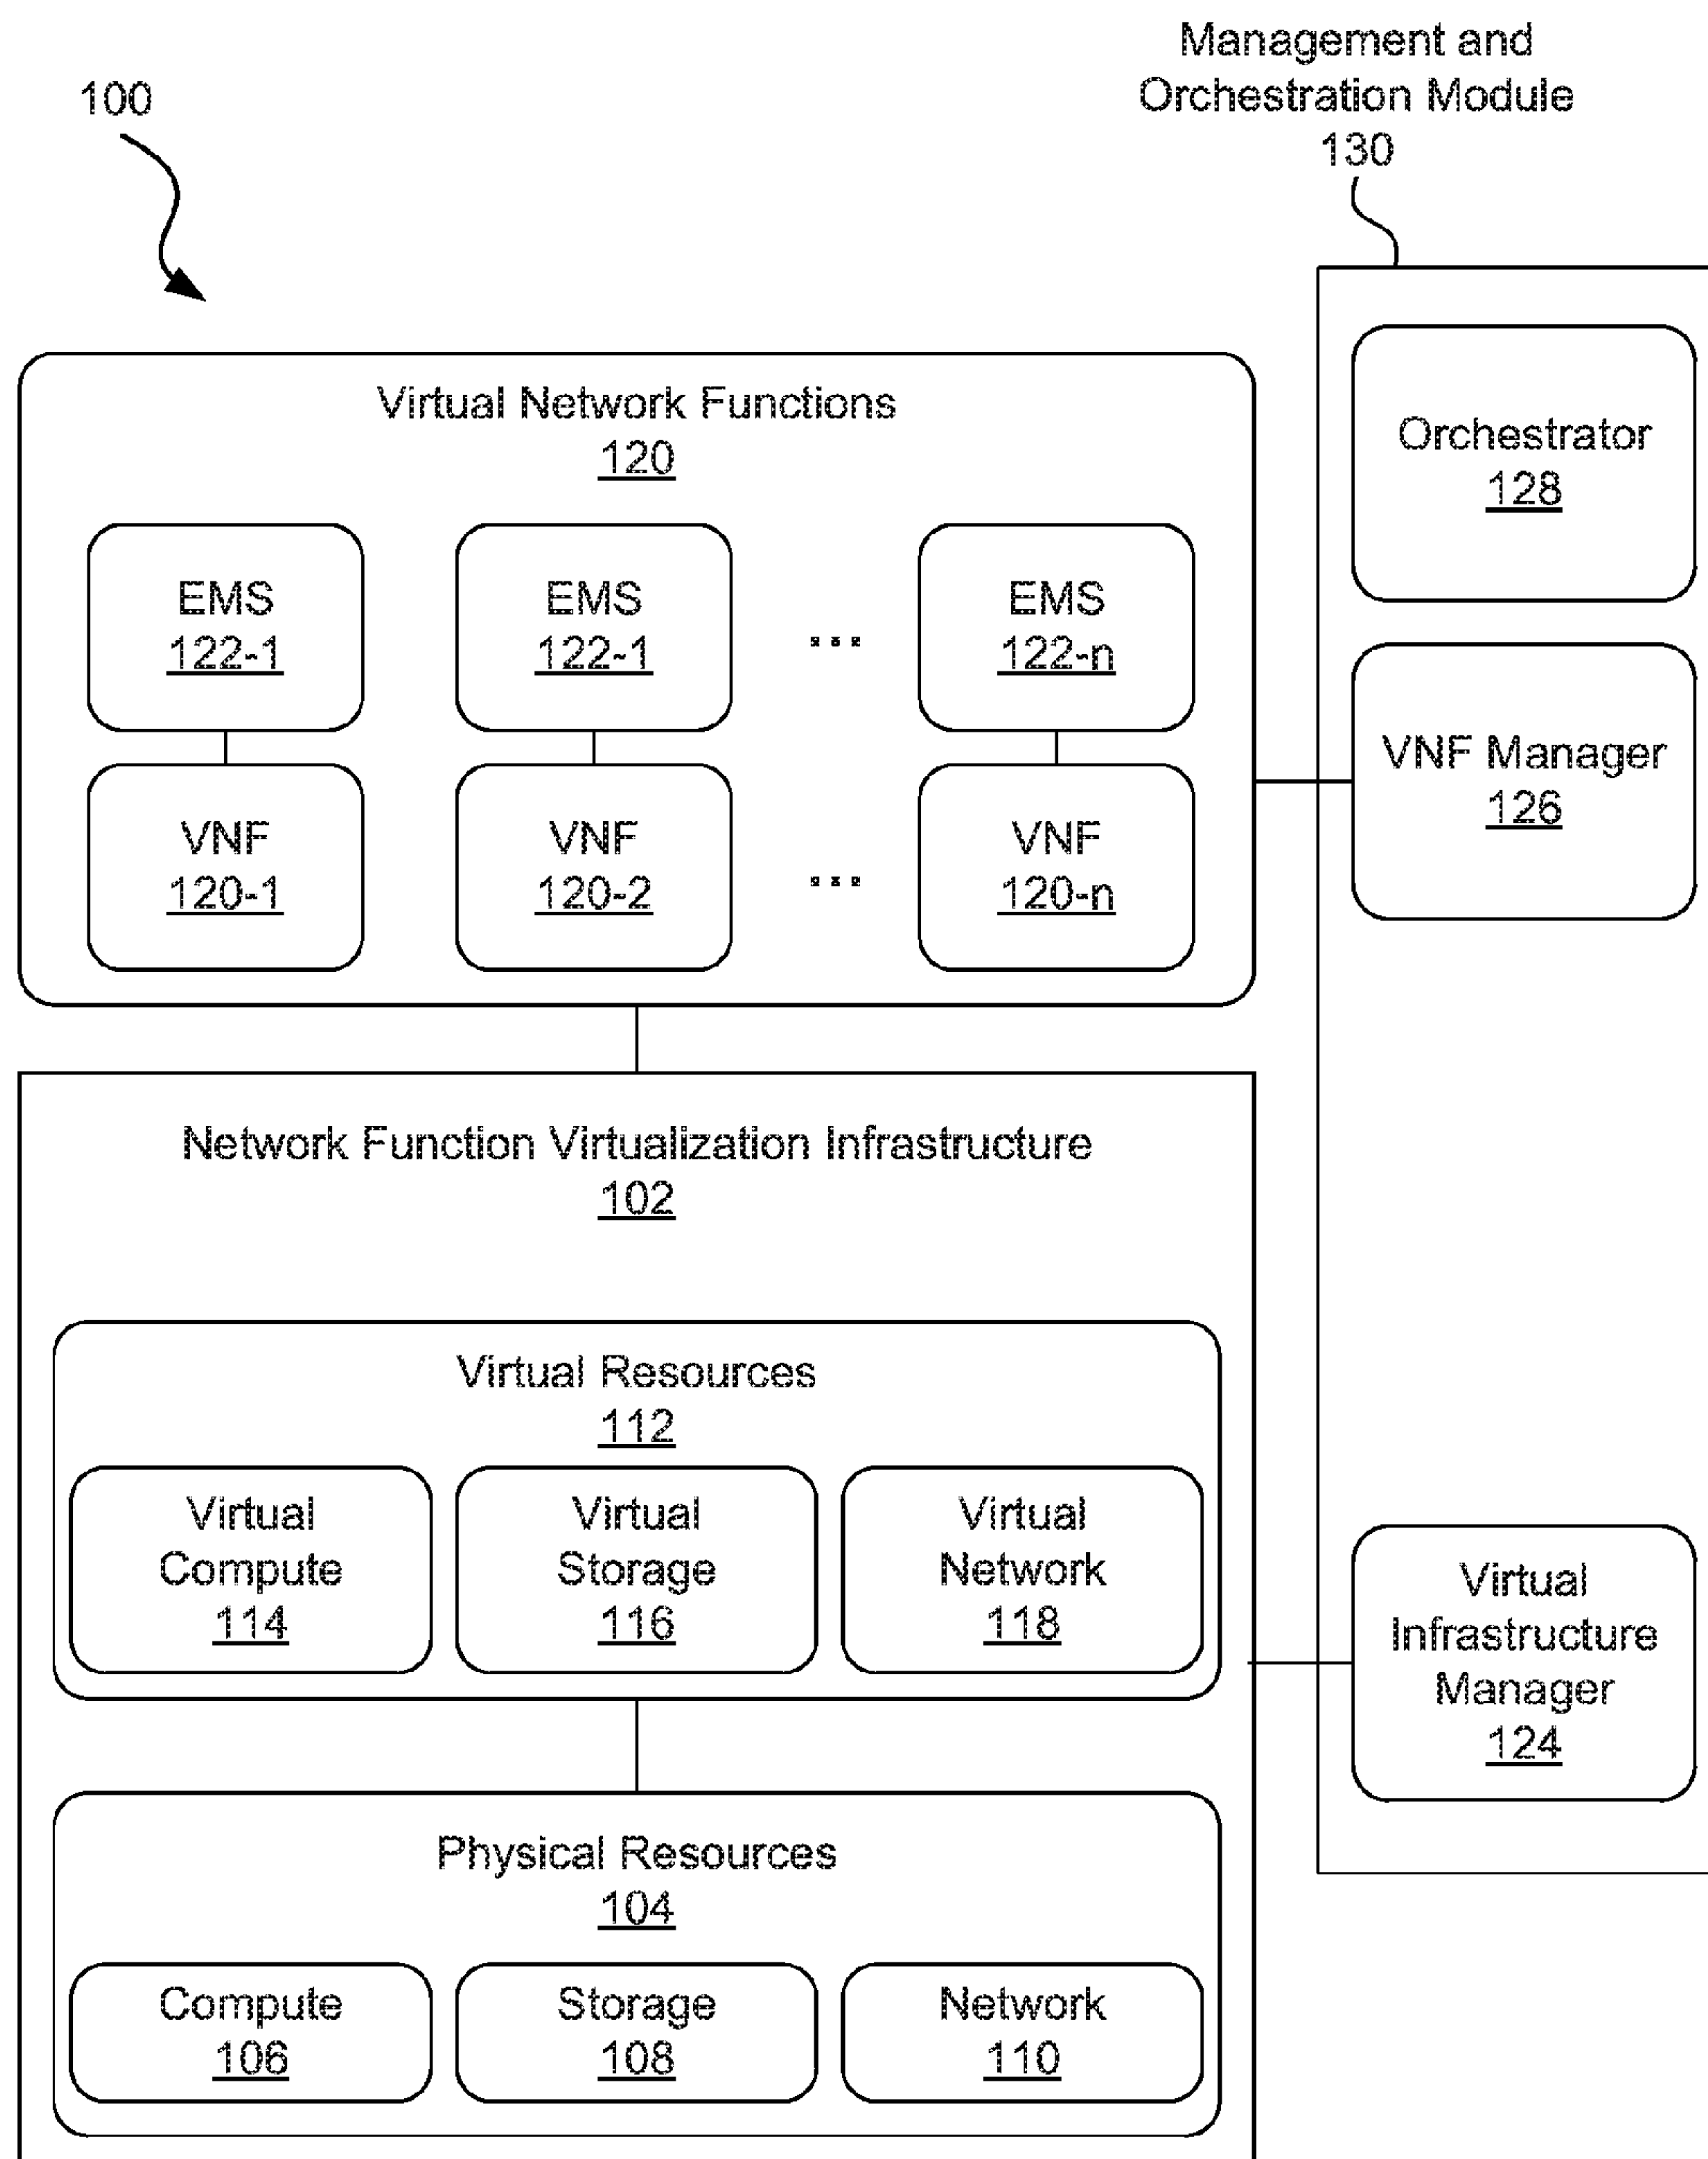 Management and
Orchestration Module
130
100
Virtual Network Functions
120
EMS
122-1
EMS
122-1
...
EMS
122-n
VNF
120-1
VNF
120-2
...
VNF
120-n
Orchestrator
128
VNF Manager
126
Network Function Virtualization Infrastructure
102
Virtual Resources
112
Virtual
Compute
114
Virtual
Storage
116
Virtual
Network
118
Virtual
Infrastructure
Manager
124
Physical Resources
104
Compute
106
Storage
108
Network
110